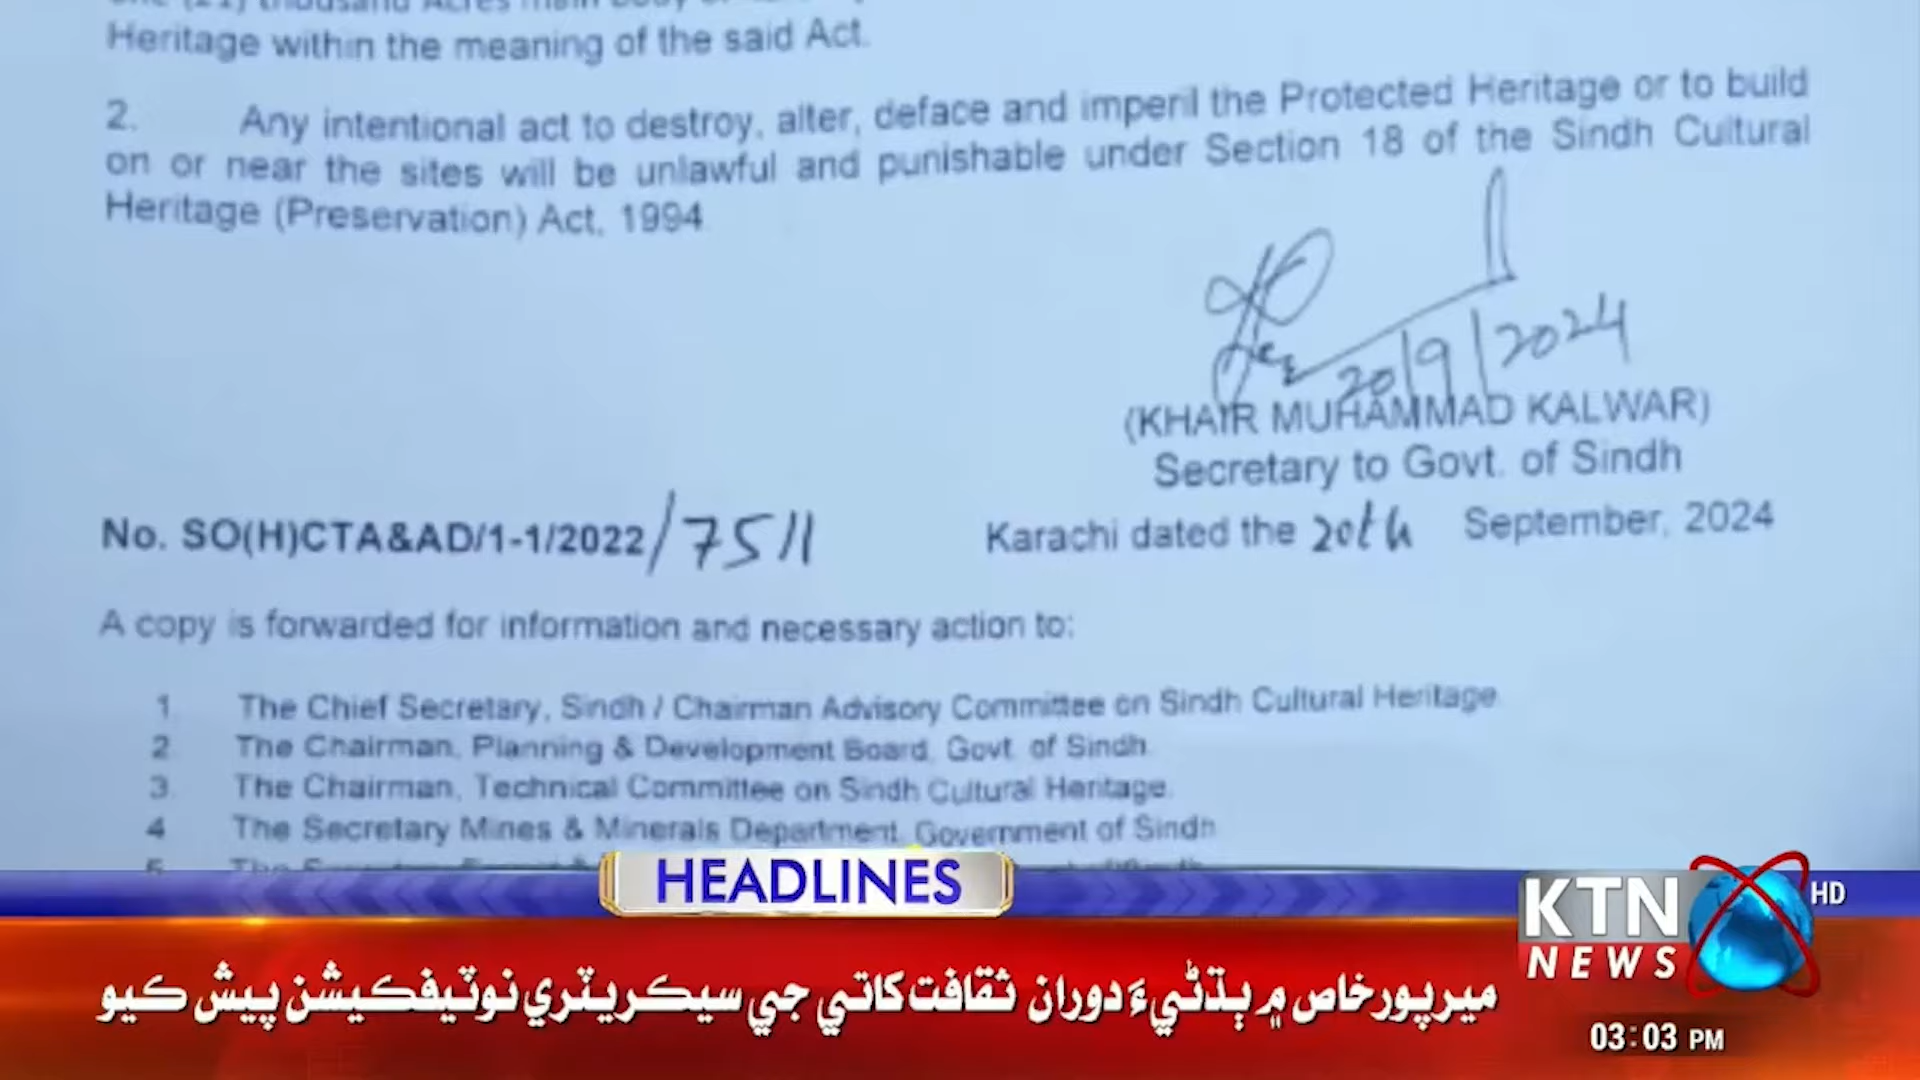 Heritage within the meaning of the said Act.
2. Any intentional act to destroy, alter, deface and imperil the Protected Heritage or to build
on or near the sites will be unlawful and punishable under Section 18 of the Sindh Cultural
Heritage (Preservation) Act, 1994
20/9/2024
(KHAIR MUHAMMAD KALWAR)
Secretary to Govt. of Sindh
No. SO(H)CTA&AD/1-1/2022/7511 Karachi dated the 20th September, 2024
A copy is forwarded for information and necessary action to:
1 The Chief Secretary, Sindh / Chairman Advisory Committee on Sindh Cultural Heritage.
2 The Chairman, Planning & Development Board, Govt. of Sindh.
3. The Chairman, Technical Committee on Sindh Cultural Heritage.
4 The Secretary Mines & Minerals Department, Government of Sindh
HEADLINES
KTN HD
NEWS
ميرپورخاص ۾ ٻڌڻيءَ دوران ثقافت کاتي جي سيڪريٽري نوٽيفڪيشن پيش ڪيو
03:03 PM